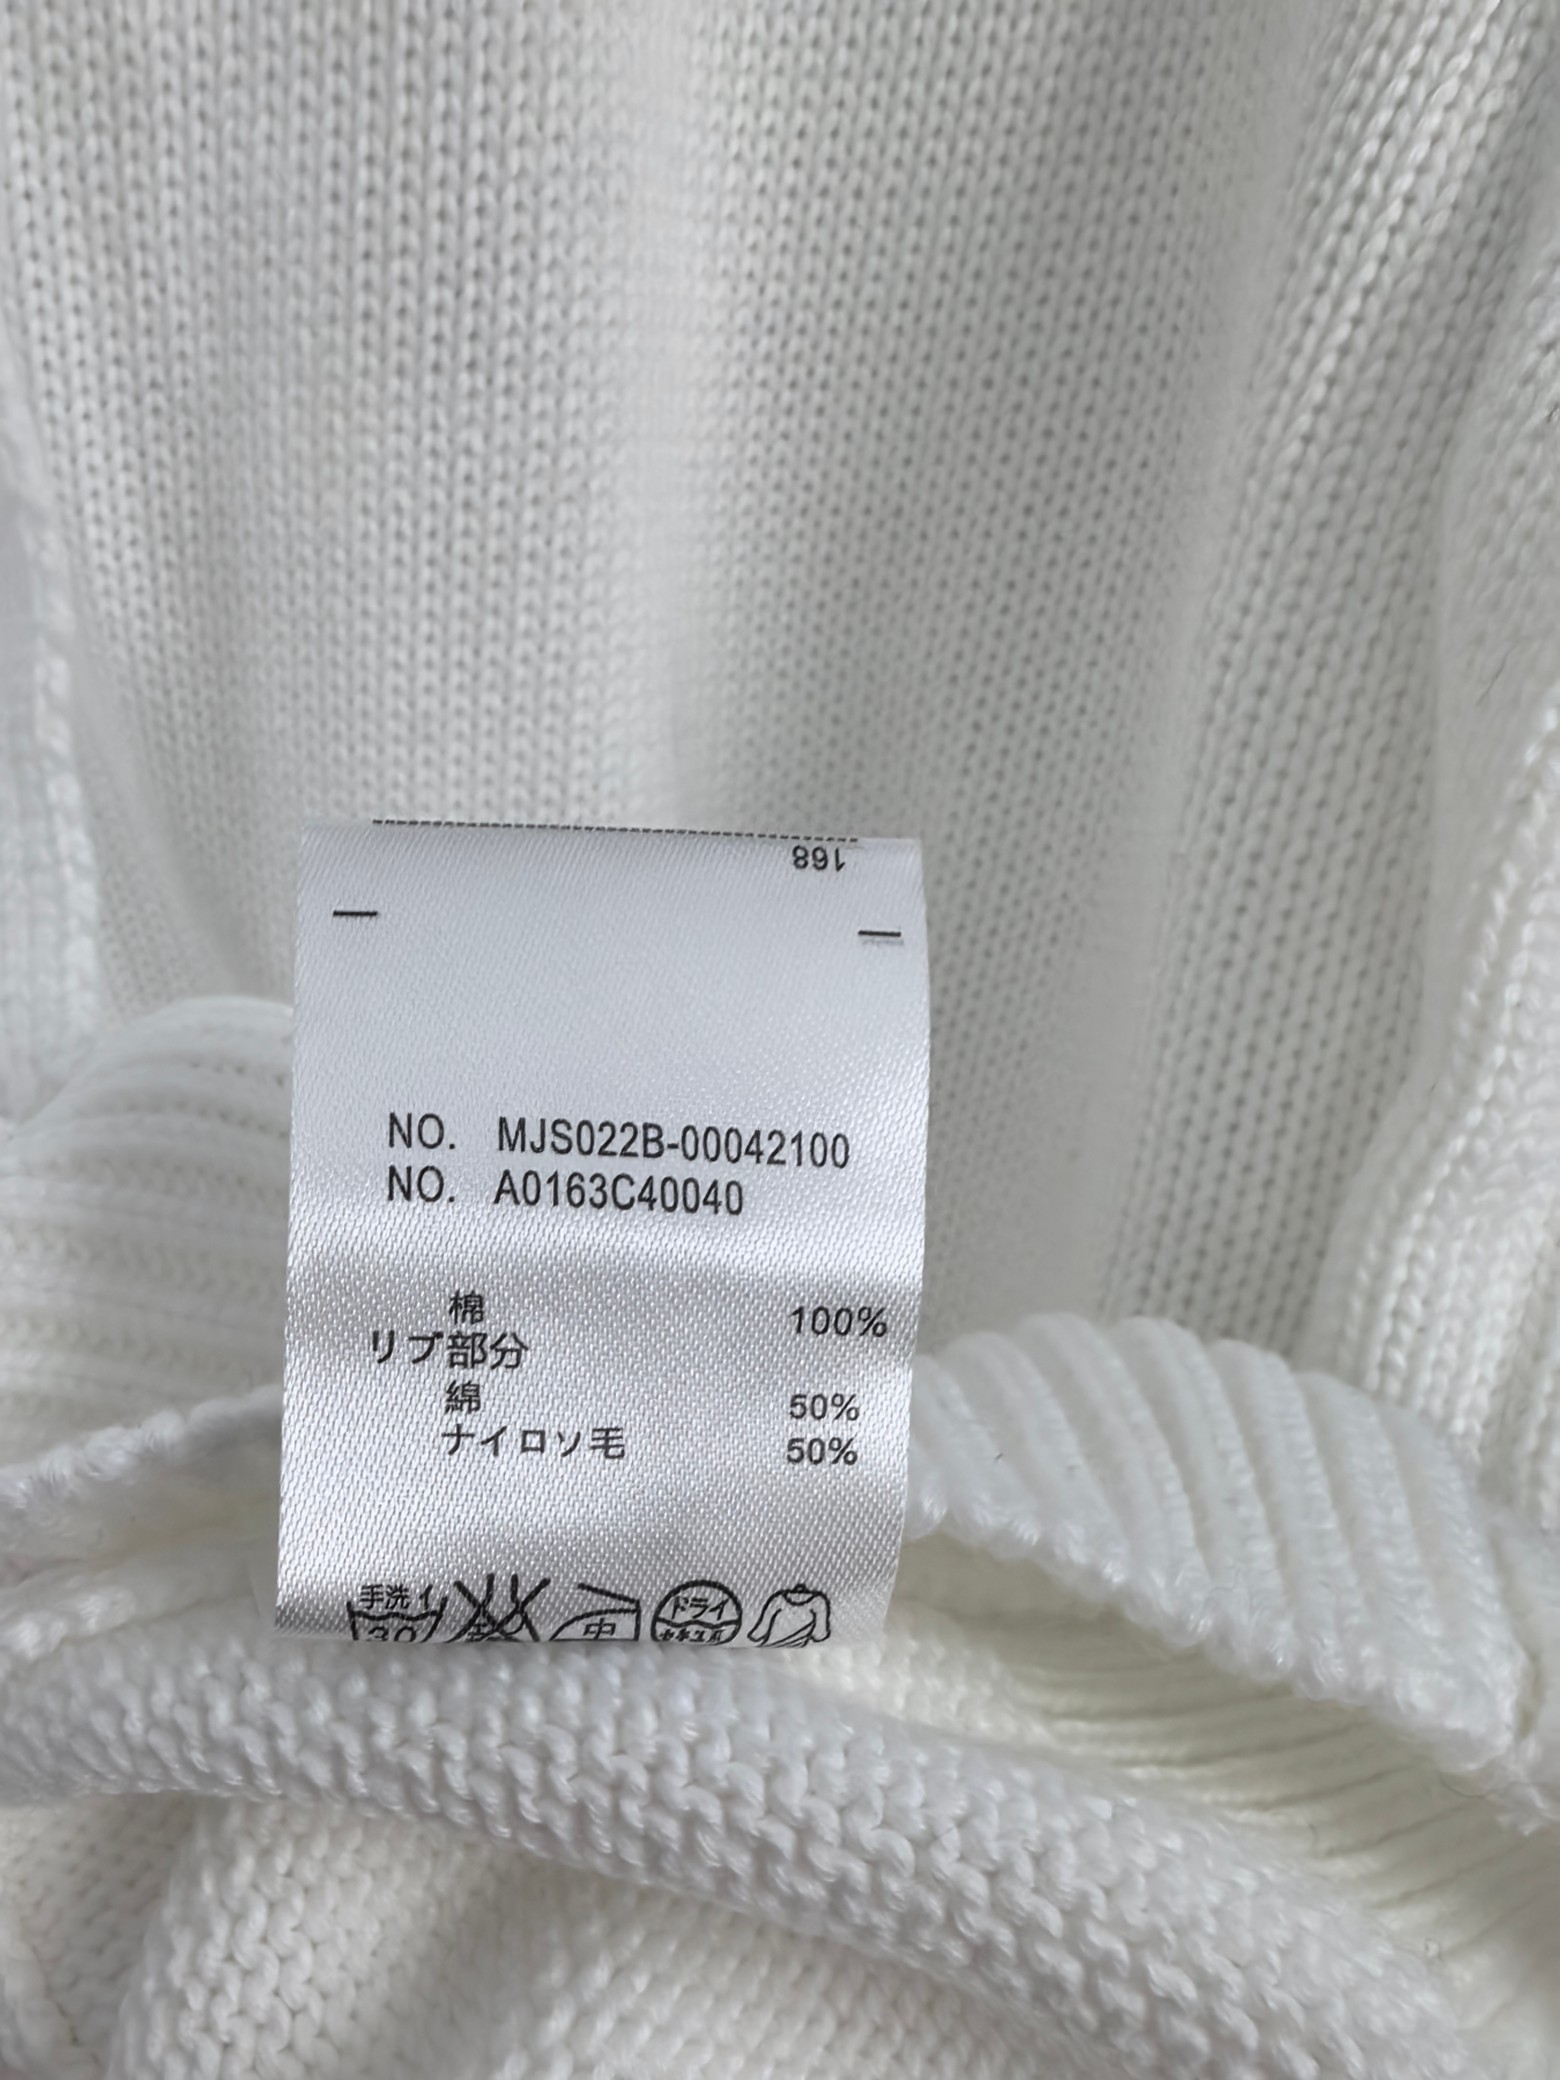 168
NO. MJS022B-00042100
NO. A0163C40040
棉 100%
リブ部分
綿 50%
ナイロソ毛 50%
手洗イ
30
中
ドライ